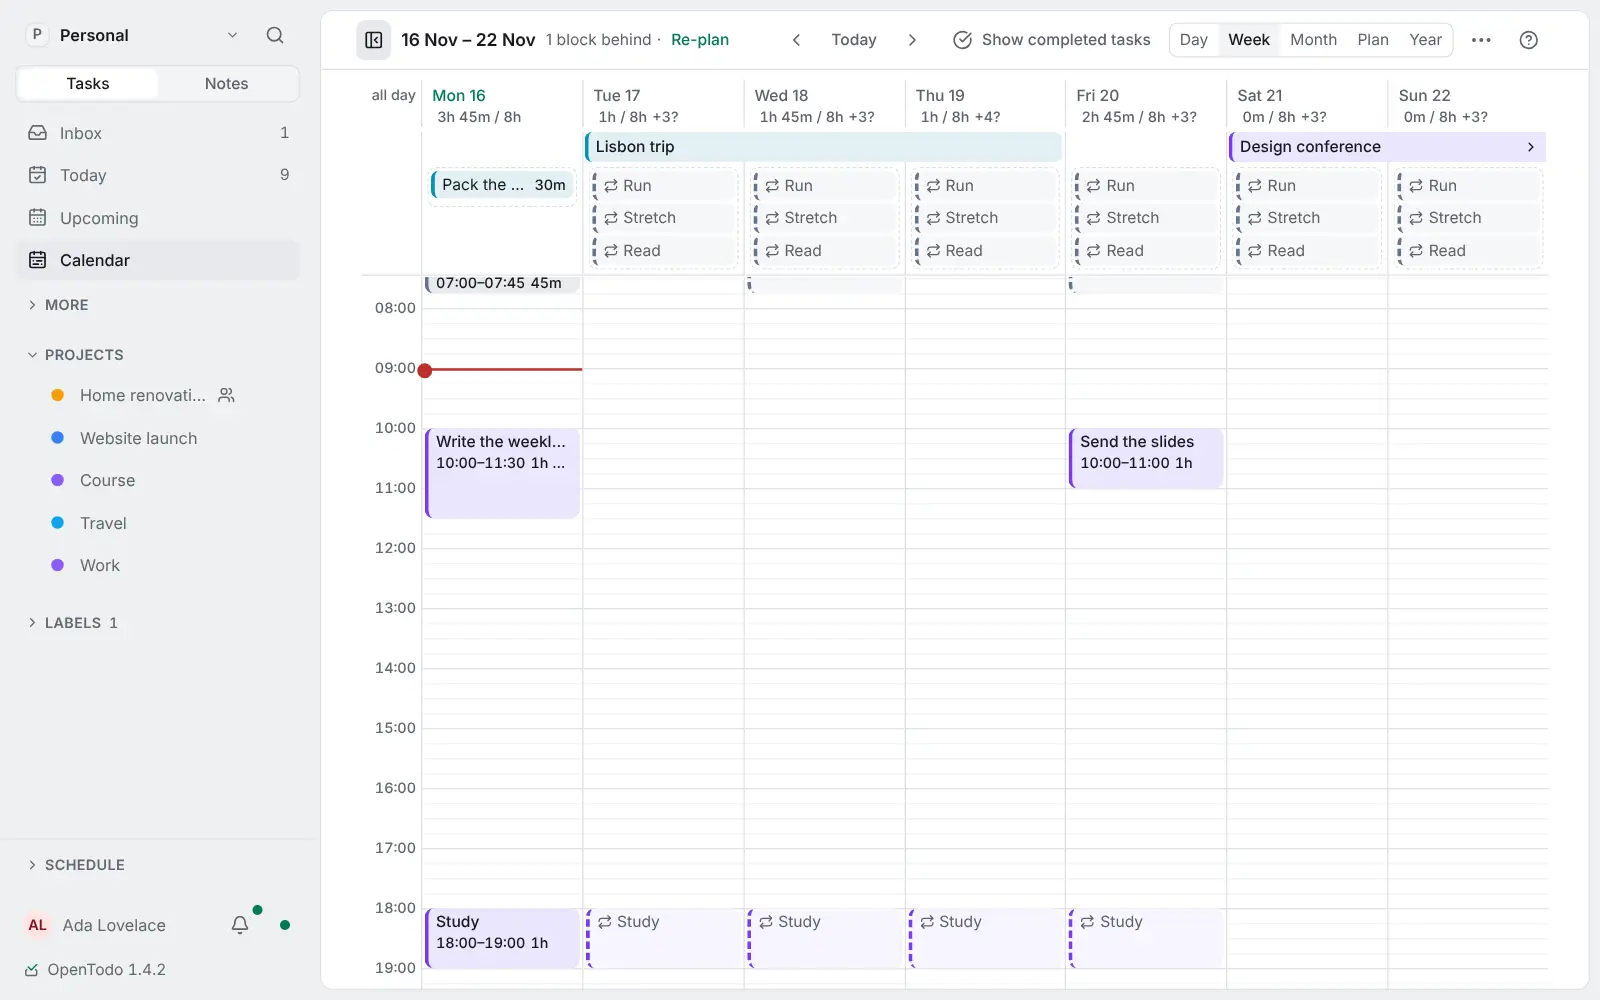 P Personal
Tasks Notes
Inbox 1
Today 9
Upcoming
Calendar
MORE
PROJECTS
Home renovati...
Website launch
Course
Travel
Work
LABELS 1
SCHEDULE
AL Ada Lovelace
OpenTodo 1.4.2
16 Nov – 22 Nov 1 block behind · Re-plan Today Show completed tasks Day Week Month Plan Year
all day
Mon 16 Tue 17 Wed 18 Thu 19 Fri 20 Sat 21 Sun 22
3h 45m / 8h 1h / 8h +3? 1h 45m / 8h +3? 1h / 8h +4? 2h 45m / 8h +3? 0m / 8h +3? 0m / 8h +3?
Lisbon trip Design conference
Pack the ... 30m Run Run Run Run Run Run
Stretch Stretch Stretch Stretch Stretch Stretch
Read Read Read Read Read Read
07:00–07:45 45m
08:00
09:00
10:00
Write the weekl... Send the slides
10:00–11:30 1h ... 10:00–11:00 1h
11:00
12:00
13:00
14:00
15:00
16:00
17:00
18:00
Study Study Study Study Study
18:00–19:00 1h
19:00